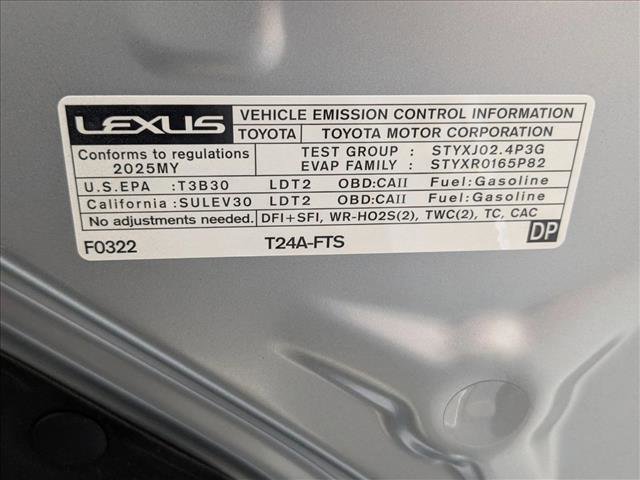 LEXUS VEHICLE EMISSION CONTROL INFORMATION
TOYOTA TOYOTA MOTOR CORPORATION
Conforms to regulations TEST GROUP : STYXJ02.4P3G
2025MY EVAP FAMILY : STYXR0165P82
U.S.EPA :T3B30 LDT2 OBD:CAII Fuel:Gasoline
California :SULEV30 LDT2 OBD:CAII Fuel:Gasoline
No adjustments needed. DFI+SFI, WR-HO2S(2), TWC(2), TC, CAC
F0322 T24A-FTS DP